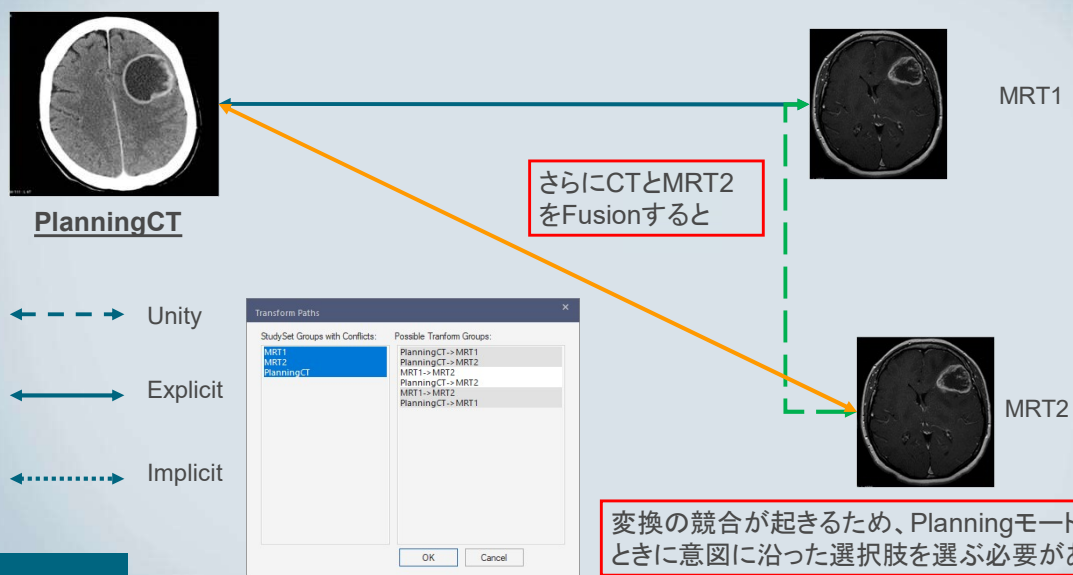 MRT1
さらにCTとMRT2
をFusionすると
PlanningCT
Unity
Explicit
Implicit
Transform Paths
×
StudySet Groups with Conflicts:
MRT1
MRT2
PlanningCT
Possible Tranform Groups:
PlanningCT->MRT1
PlanningCT->MRT2
MRT1->MRT2
PlanningCT->MRT2
MRT1->MRT2
PlanningCT->MRT1
OK
Cancel
MRT2
変換の競合が起きるため、Planningモード
ときに意図に沿った選択肢を選ぶ必要があ